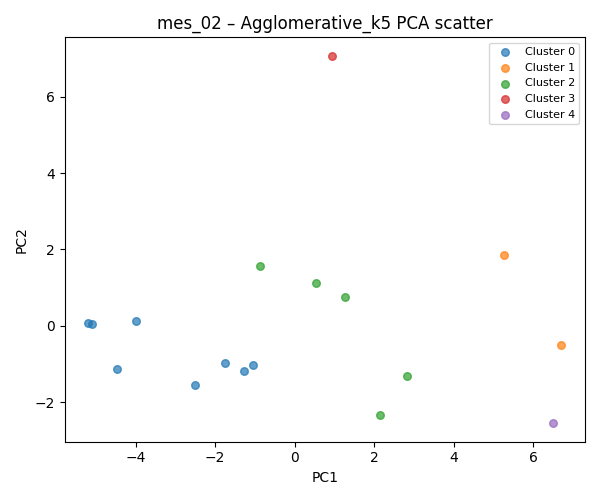 mes_02 – Agglomerative_k5 PCA scatter
Cluster 0
Cluster 1
Cluster 2
Cluster 3
Cluster 4
PC2
6
4
2
0
−2
−4 −2 0 2 4 6
PC1